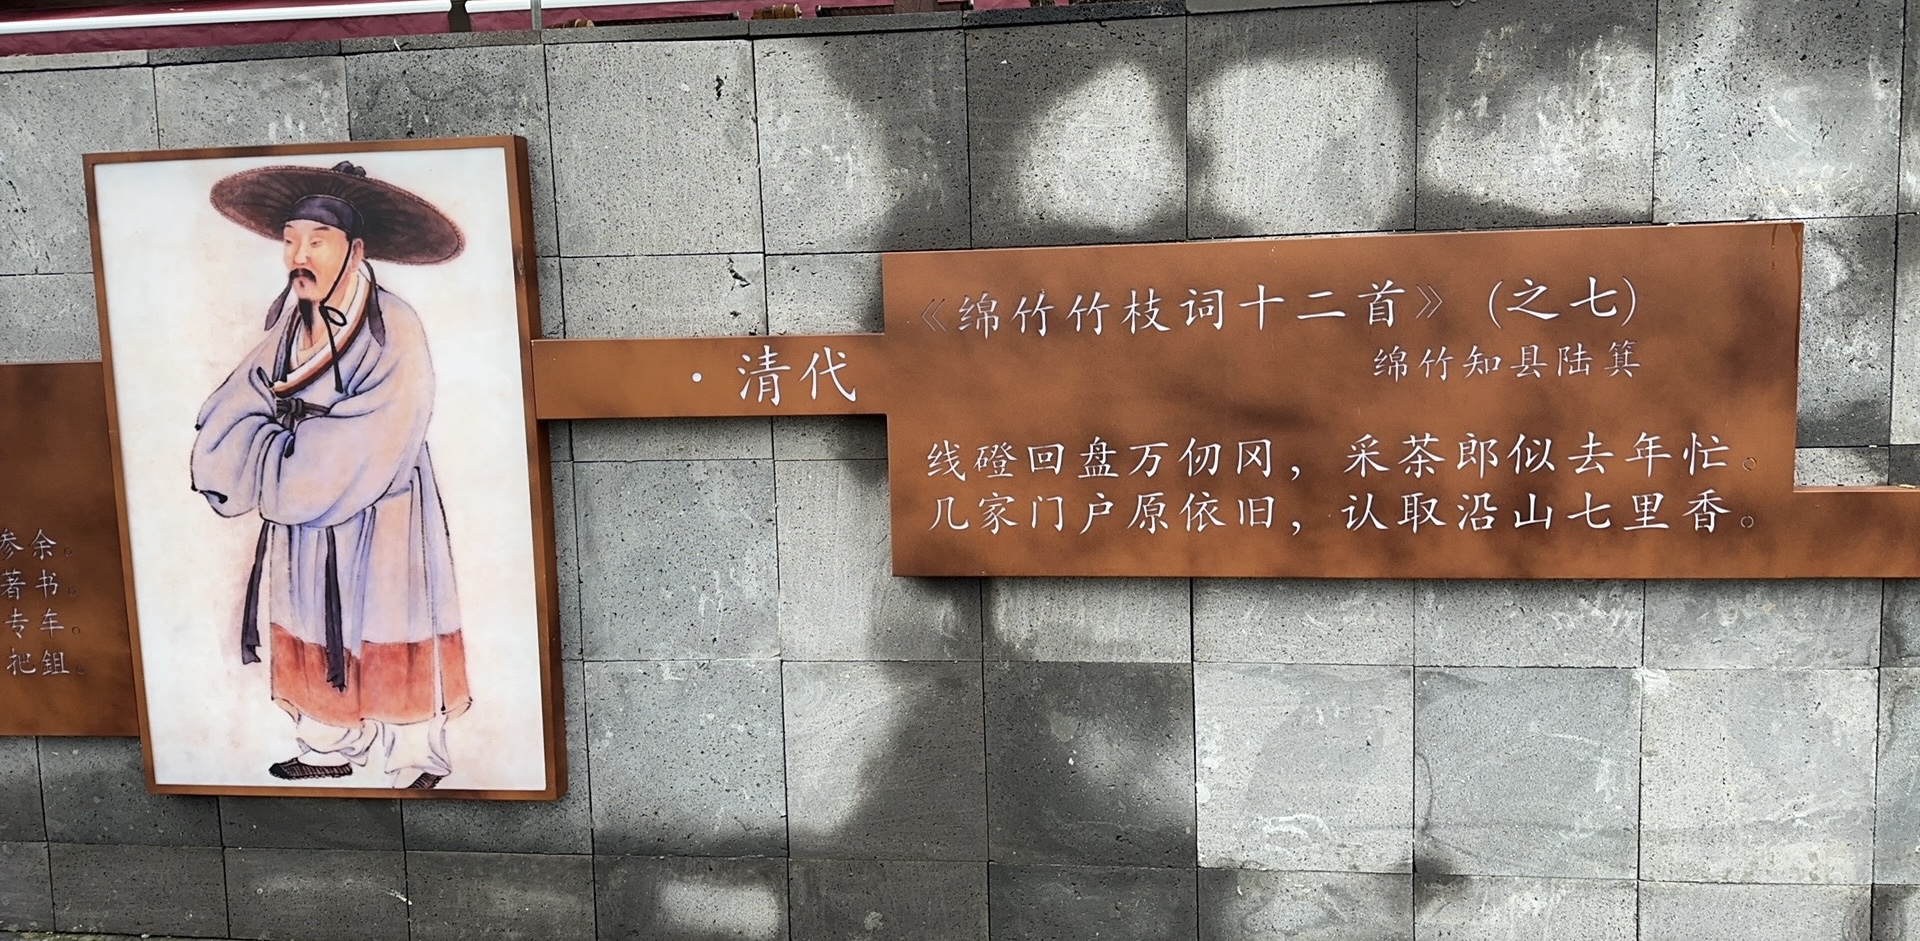 参余。
著书。
专车。
把鉏。
·清代
《绵竹竹枝词十二首》(之七)
绵竹知县陆箕
线磴回盘万仞冈，采茶郎似去年忙。
几家门户原依旧，认取沿山七里香。